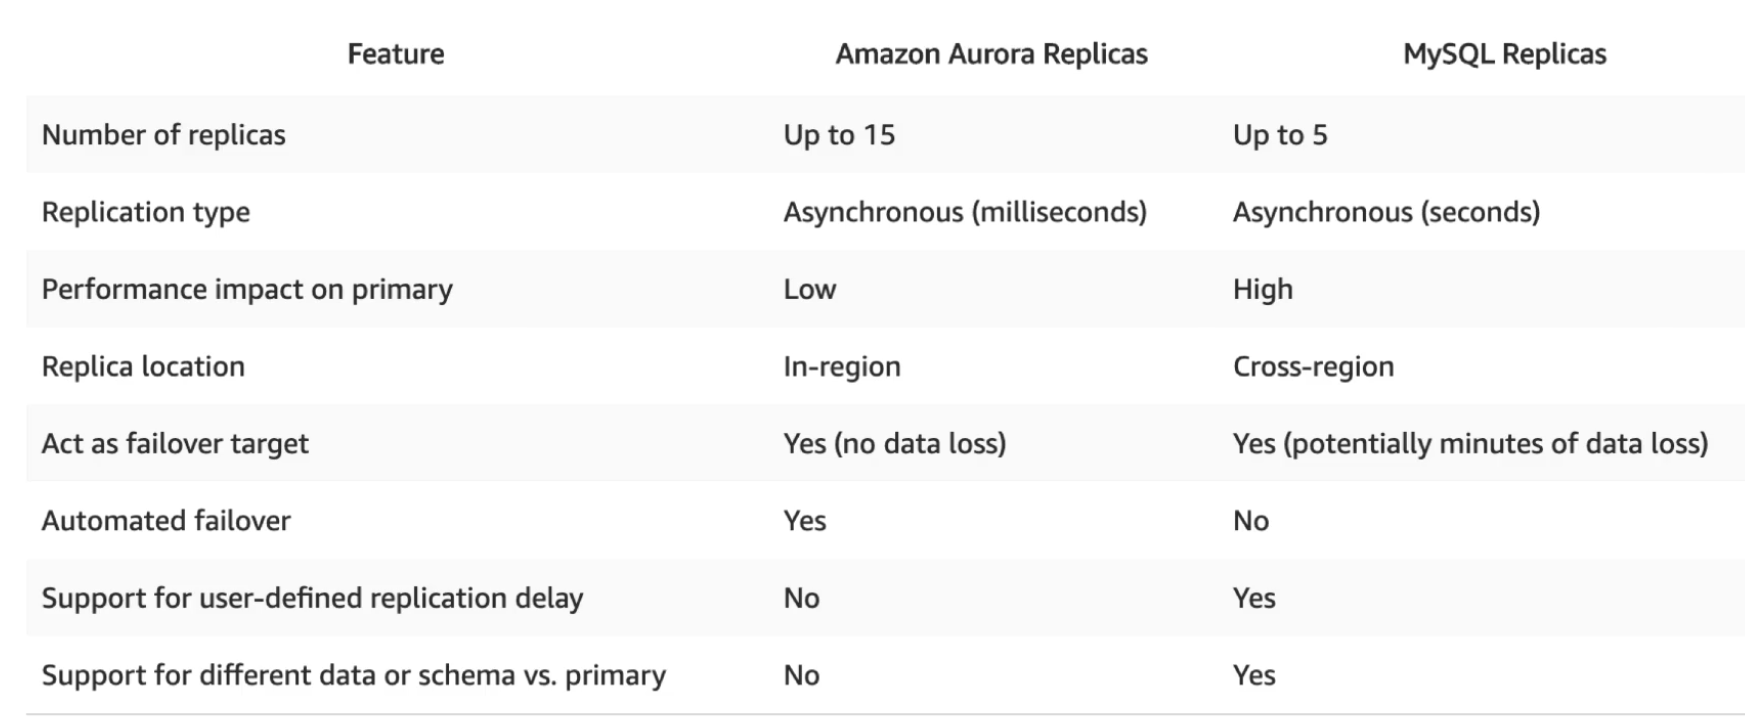 Feature Amazon Aurora Replicas MySQL Replicas
Number of replicas Up to 15 Up to 5
Replication type Asynchronous (milliseconds) Asynchronous (seconds)
Performance impact on primary Low High
Replica location In-region Cross-region
Act as failover target Yes (no data loss) Yes (potentially minutes of data loss)
Automated failover Yes No
Support for user-defined replication delay No Yes
Support for different data or schema vs. primary No Yes